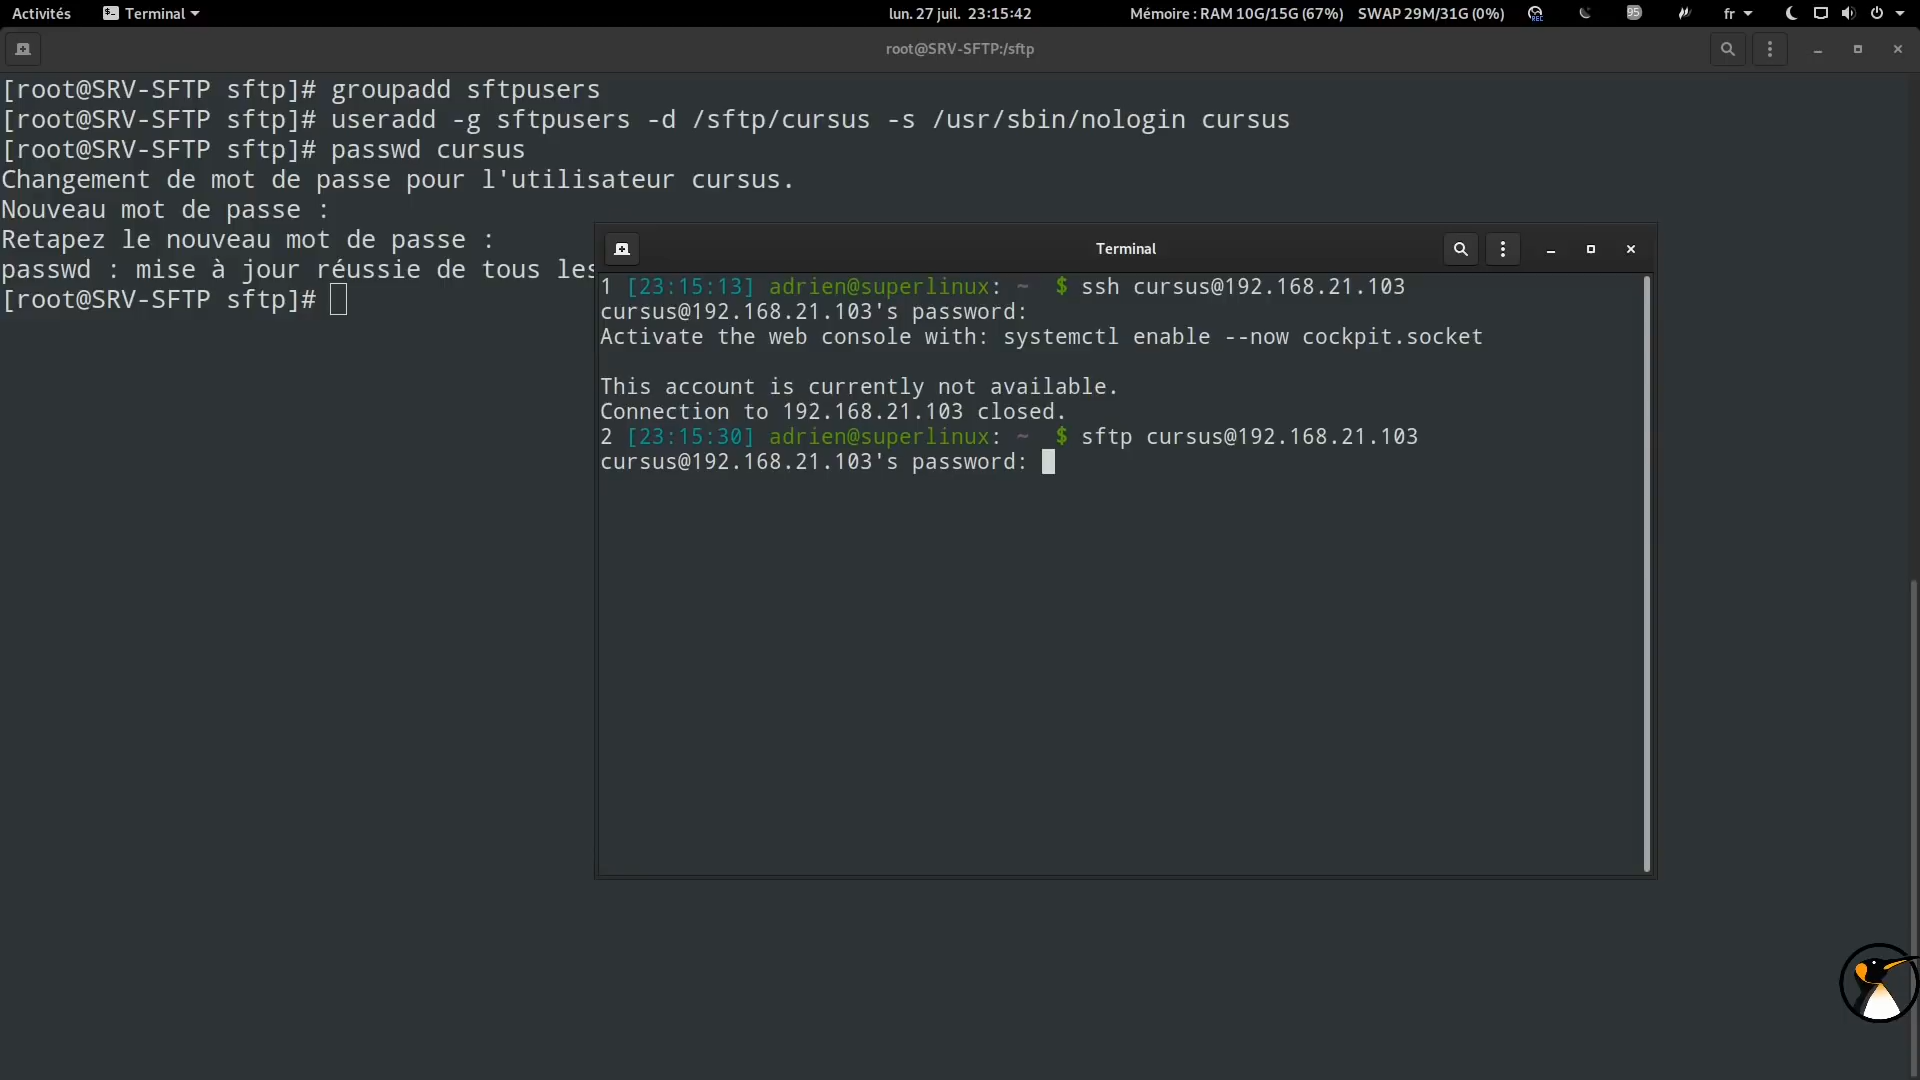 Activités Terminal lun. 27 juil. 23:15:42 Mémoire : RAM 10G/15G (67%) SWAP 29M/31G (0%) REC 95 fr
root@SRV-SFTP:/sftp
[root@SRV-SFTP sftp]# groupadd sftpusers
[root@SRV-SFTP sftp]# useradd -g sftpusers -d /sftp/cursus -s /usr/sbin/nologin cursus
[root@SRV-SFTP sftp]# passwd cursus
Changement de mot de passe pour l'utilisateur cursus.
Nouveau mot de passe :
Retapez le nouveau mot de passe :
passwd : mise à jour réussie de tous les
[root@SRV-SFTP sftp]#
Terminal
1 [23:15:13] adrien@superlinux: ~ $ ssh cursus@192.168.21.103
cursus@192.168.21.103's password:
Activate the web console with: systemctl enable --now cockpit.socket
This account is currently not available.
Connection to 192.168.21.103 closed.
2 [23:15:30] adrien@superlinux: ~ $ sftp cursus@192.168.21.103
cursus@192.168.21.103's password: